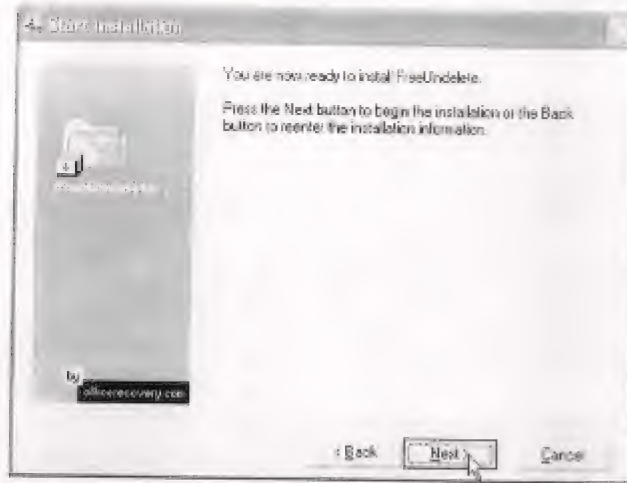 Start Installation
You are now ready to install FreeUndelete.
Press the Next button to begin the installation or the Back
button to reenter the installation information.
by
officerecovery.com
< Back
Next >
Cancel